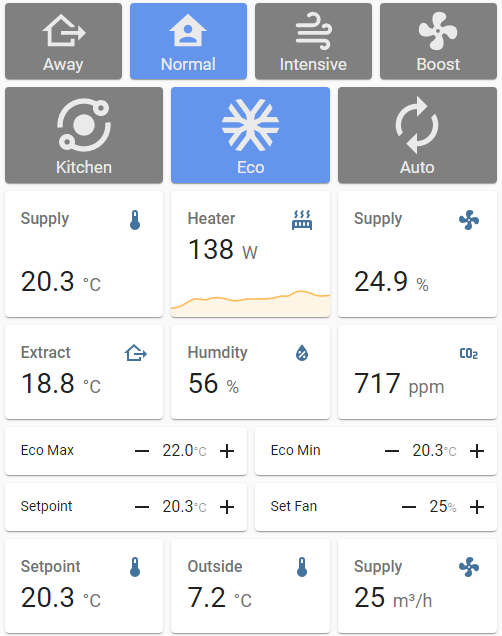 Away
Normal
Intensive
Boost
Kitchen
Eco
Auto
Supply
20.3 °C
Heater
138 W
Supply
24.9 %
Extract
18.8 °C
Humdity
56 %
CO₂
717 ppm
Eco Max — 22.0°C +
Eco Min — 20.3°C +
Setpoint — 20.3°C +
Set Fan — 25% +
Setpoint
20.3 °C
Outside
7.2 °C
Supply
25 m³/h